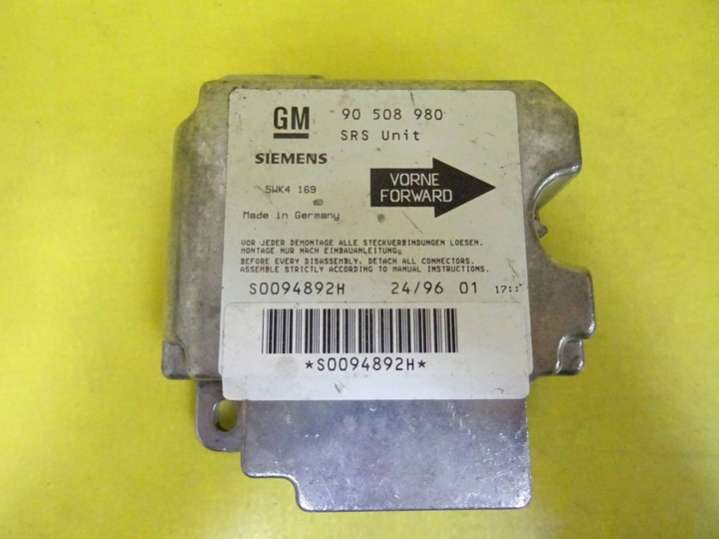 GM 90 508 980
SRS Unit
SIEMENS
5WK4 169
VORNE
FORWARD
Made in Germany
VOR JEDER DEMONTAGE ALLE STECKVERBINDUNGEN LOESEN.
MONTAGE NUR NACH EINBAUANLEITUNG.
BEFORE EVERY DISASSEMBLY, DETACH ALL CONNECTORS.
ASSEMBLE STRICTLY ACCORDING TO MANUAL INSTRUCTIONS.
S0094892H 24/96 01
*S0094892H*